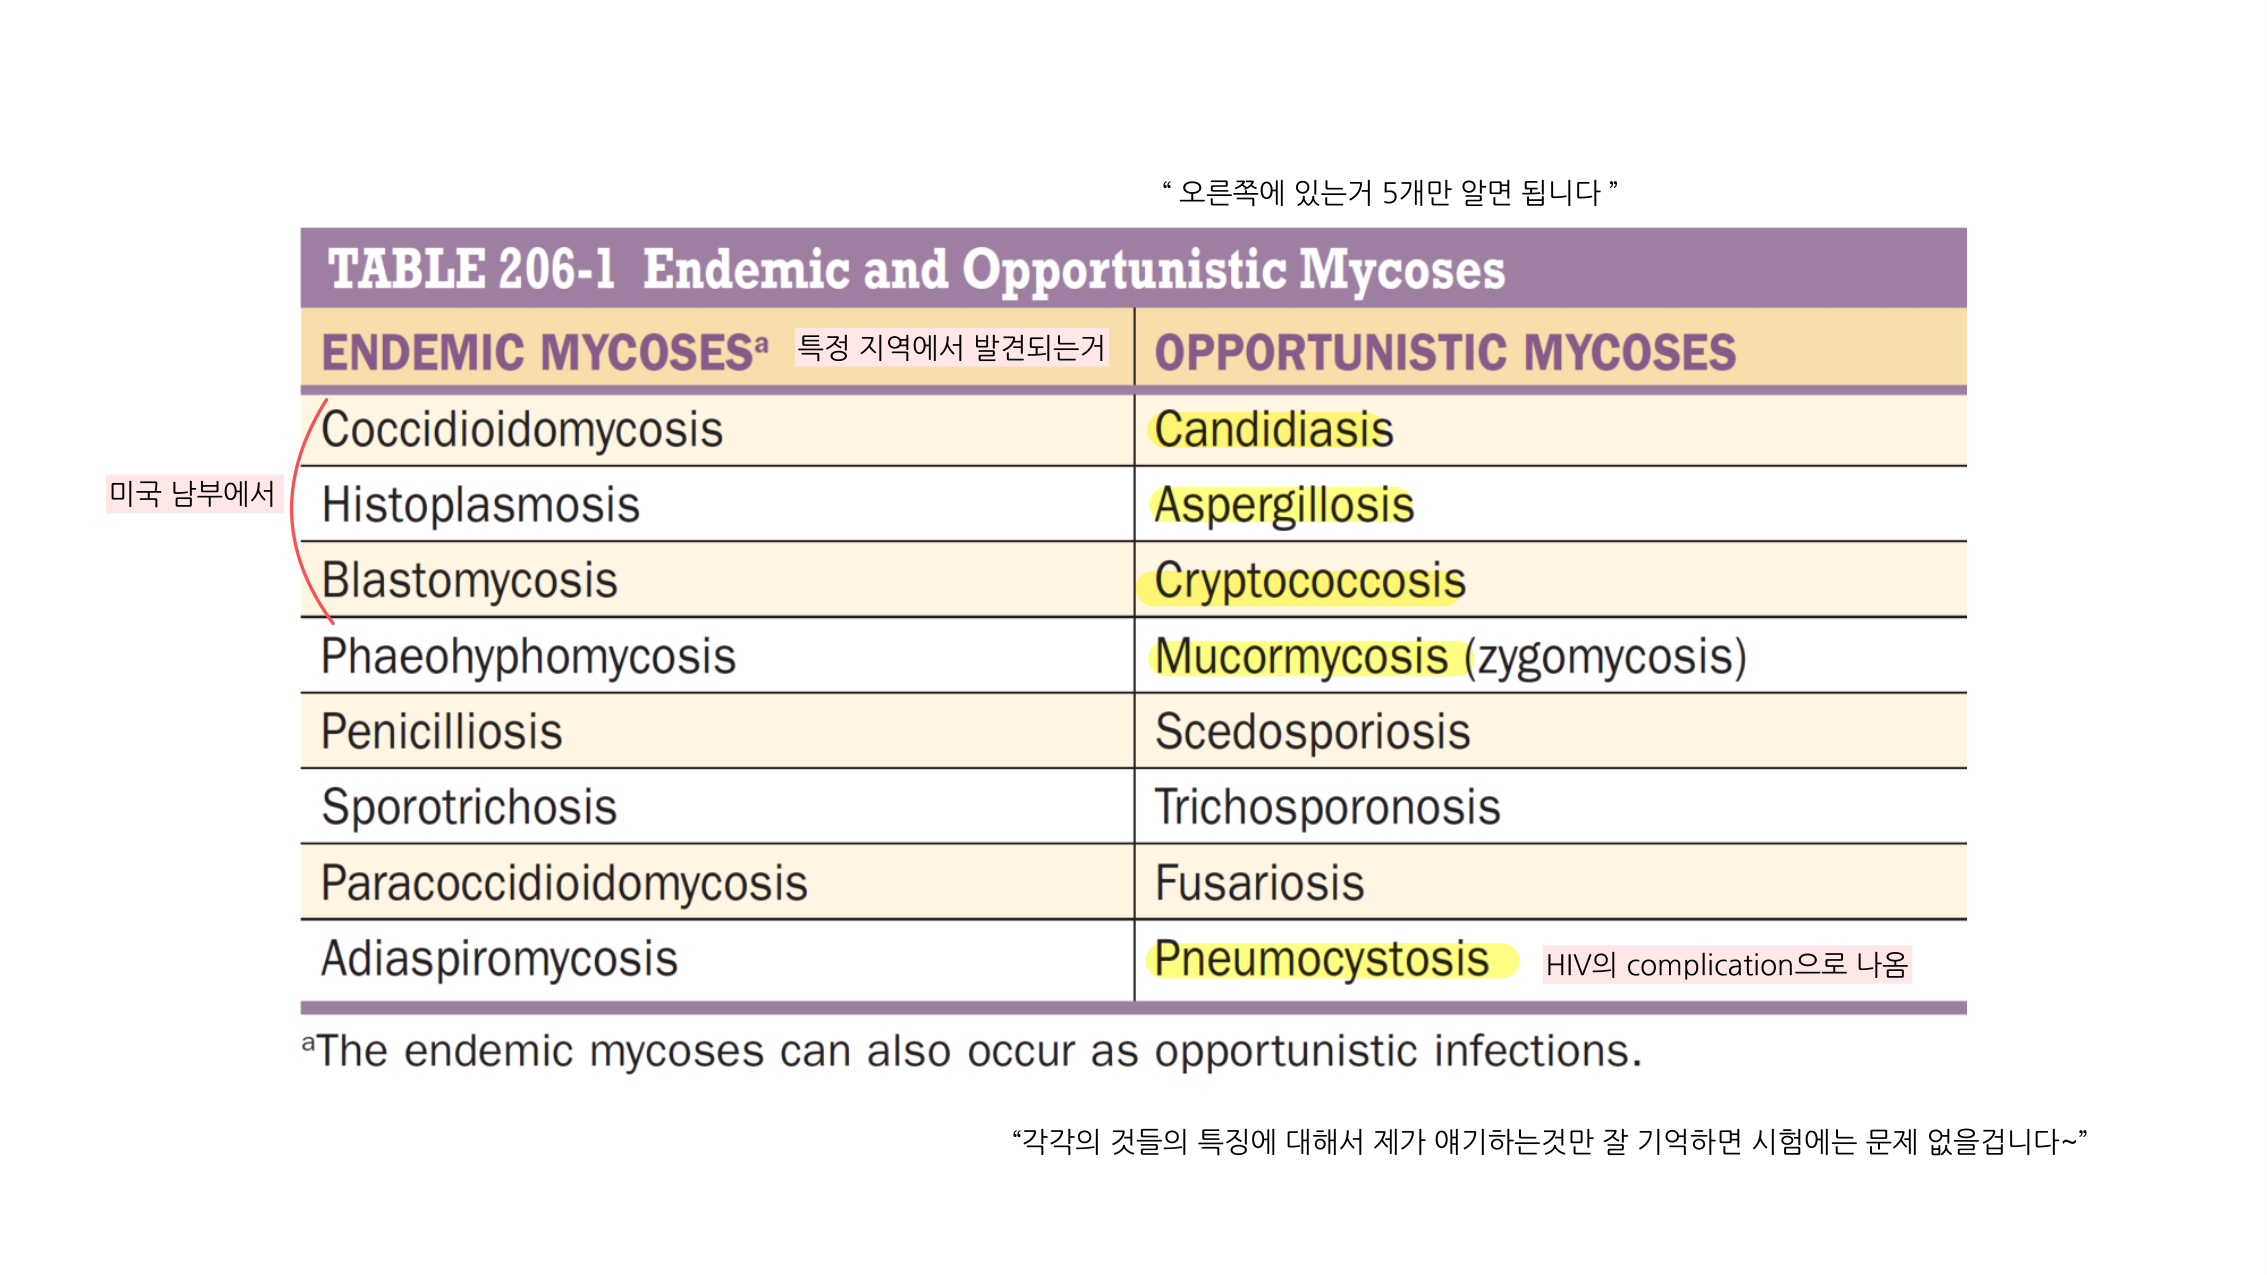 “ 오른쪽에 있는거 5개만 알면 됩니다 ”
TABLE 206-1 Endemic and Opportunistic Mycoses
ENDEMIC MYCOSESᵃ 특정 지역에서 발견되는거 OPPORTUNISTIC MYCOSES
Coccidioidomycosis Candidiasis
미국 남부에서 Histoplasmosis Aspergillosis
Blastomycosis Cryptococcosis
Phaeohyphomycosis Mucormycosis (zygomycosis)
Penicilliosis Scedosporiosis
Sporotrichosis Trichosporonosis
Paracoccidioidomycosis Fusariosis
Adiaspiromycosis Pneumocystosis HIV의 complication으로 나옴
ᵃThe endemic mycoses can also occur as opportunistic infections.
“각각의 것들의 특징에 대해서 제가 얘기하는것만 잘 기억하면 시험에는 문제 없을겁니다~”